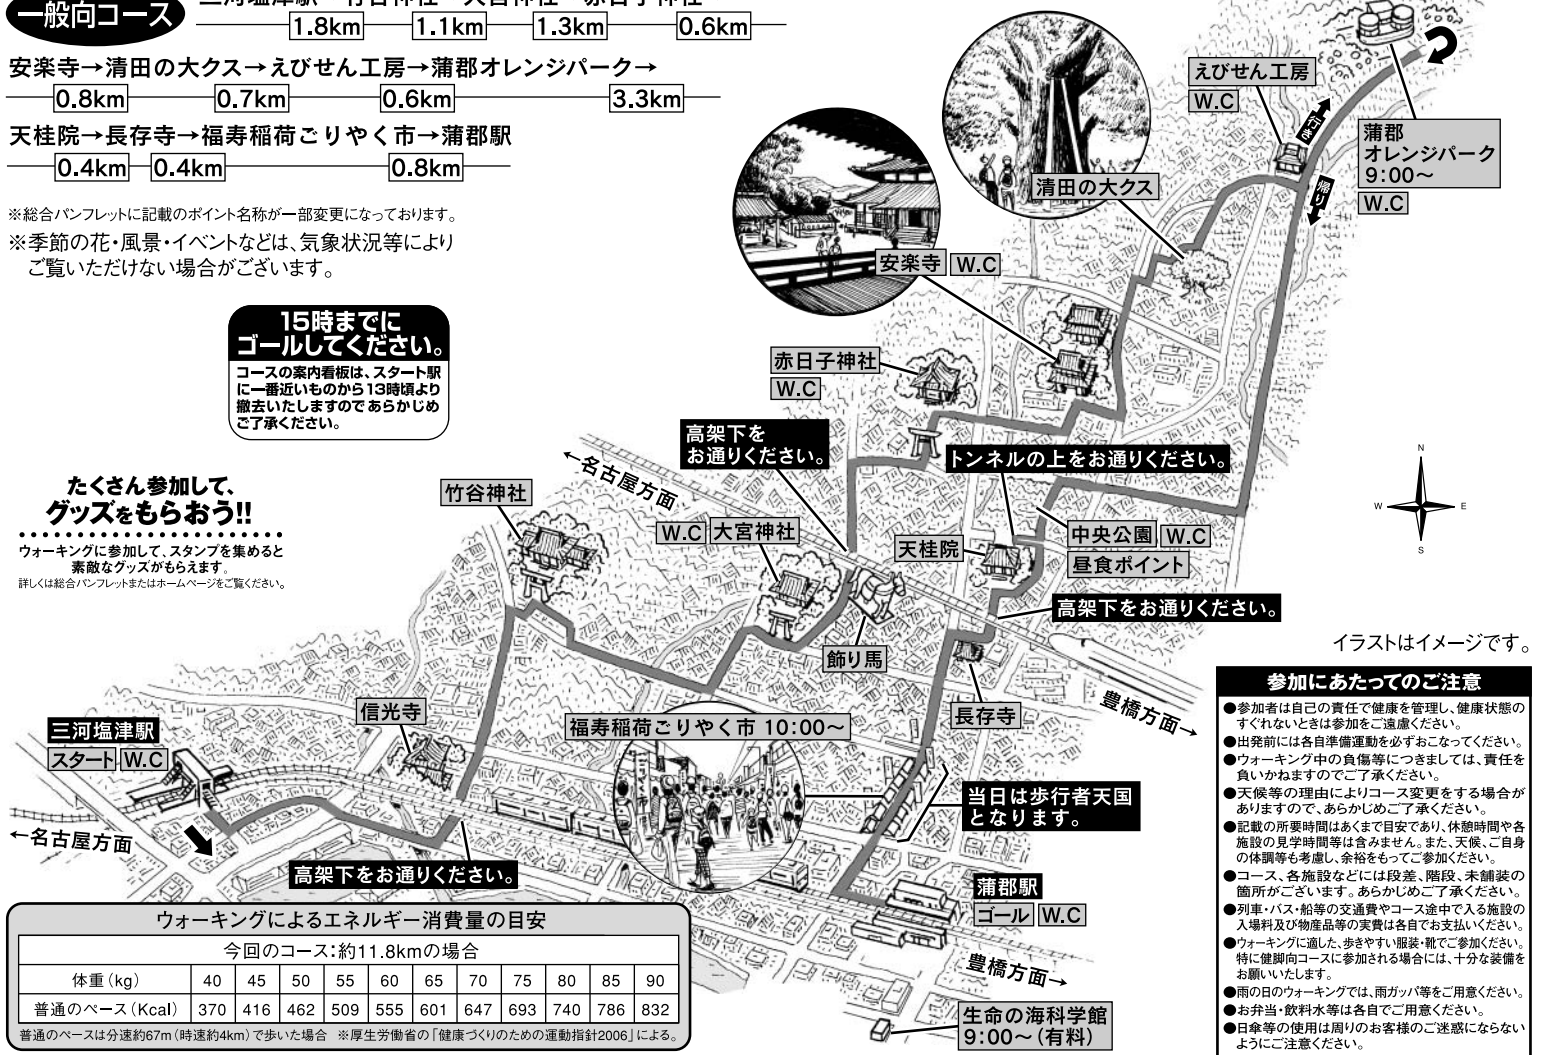 一般向コース
1.8km 1.1km 1.3km 0.6km
安楽寺→清田の大クス→えびせん工房→蒲郡オレンジパーク→
0.8km 0.7km 0.6km 3.3km
天桂院→長存寺→福寿稲荷ごりやく市→蒲郡駅
0.4km 0.4km 0.8km
※総合パンフレットに記載のポイント名称が一部変更になっております。
※季節の花・風景・イベントなどは、気象状況等により
ご覧いただけない場合がございます。
15時までに
ゴールしてください。
コースの案内看板は、スタート駅
に一番近いものから13時頃より
撤去いたしますのであらかじめ
ご了承ください。
たくさん参加して、
グッズをもらおう!!
ウォーキングに参加して、スタンプを集めると
素敵なグッズがもらえます。
詳しくは総合パンフレットまたはホームページをご覧ください。
えびせん工房
W.C
行き
帰り
蒲郡
オレンジパーク
9:00～
W.C
清田の大クス
安楽寺 W.C
赤日子神社
W.C
高架下を
お通りください。
トンネルの上をお通りください。
←名古屋方面
竹谷神社
W.C 大宮神社
天桂院
中央公園 W.C
昼食ポイント
高架下をお通りください。
飾り馬
長存寺
豊橋方面→
N
W E
S
イラストはイメージです。
信光寺
三河塩津駅
スタート W.C
←名古屋方面
高架下をお通りください。
福寿稲荷ごりやく市 10:00～
当日は歩行者天国
となります。
蒲郡駅
ゴール W.C
豊橋方面→
生命の海科学館
9:00～(有料)
参加にあたってのご注意
●参加者は自己の責任で健康を管理し、健康状態の
すぐれないときは参加をご遠慮ください。
●出発前には各自準備運動を必ずおこなってください。
●ウォーキング中の負傷等につきましては、責任を
負いかねますのでご了承ください。
●天候等の理由によりコース変更をする場合が
ありますので、あらかじめご了承ください。
●記載の所要時間はあくまで目安であり、休憩時間や各
施設の見学時間等は含みません。また、天候、ご自身
の体調等も考慮し、余裕をもってご参加ください。
●コース、各施設などには段差、階段、未舗装の
箇所がございます。あらかじめご了承ください。
●列車・バス・船等の交通費やコース途中で入る施設の
入場料及び物産品等の実費は各自でお支払いください。
●ウォーキングに適した、歩きやすい服装・靴でご参加ください。
特に健脚向コースに参加される場合には、十分な装備を
お願いいたします。
●雨の日のウォーキングでは、雨ガッパ等をご用意ください。
●お弁当・飲料水等は各自でご用意ください。
●日傘等の使用は周りのお客様のご迷惑にならない
ようにご注意ください。
ウォーキングによるエネルギー消費量の目安
今回のコース：約11.8kmの場合
体重(kg) 40 45 50 55 60 65 70 75 80 85 90
普通のペース(Kcal) 370 416 462 509 555 601 647 693 740 786 832
普通のペースは分速約67m(時速約4km)で歩いた場合 ※厚生労働省の「健康づくりのための運動指針2006」による。